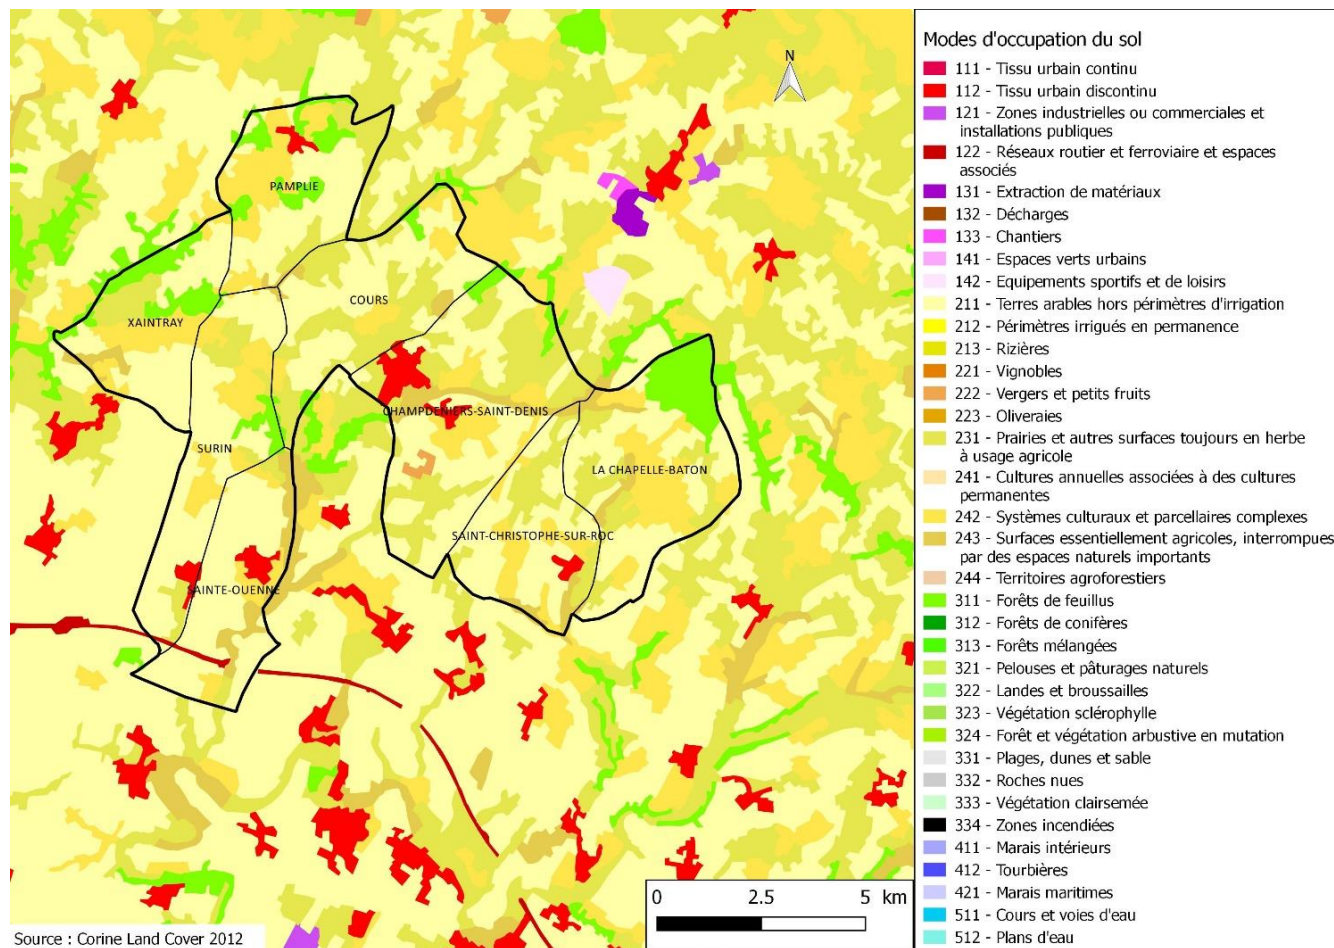 N
PAMPLIE
COURS
XAINTRAY
CHAMPDENIERS-SAINT-DENIS
SURIN
LA CHAPELLE-BATON
SAINT-CHRISTOPHE-SUR-ROC
SAINTE-OUENNE
0 2.5 5 km
Source : Corine Land Cover 2012
Modes d'occupation du sol
111 - Tissu urbain continu
112 - Tissu urbain discontinu
121 - Zones industrielles ou commerciales et
installations publiques
122 - Réseaux routier et ferroviaire et espaces
associés
131 - Extraction de matériaux
132 - Décharges
133 - Chantiers
141 - Espaces verts urbains
142 - Equipements sportifs et de loisirs
211 - Terres arables hors périmètres d'irrigation
212 - Périmètres irrigués en permanence
213 - Rizières
221 - Vignobles
222 - Vergers et petits fruits
223 - Oliveraies
231 - Prairies et autres surfaces toujours en herbe
à usage agricole
241 - Cultures annuelles associées à des cultures
permanentes
242 - Systèmes culturaux et parcellaires complexes
243 - Surfaces essentiellement agricoles, interrompues
par des espaces naturels importants
244 - Territoires agroforestiers
311 - Forêts de feuillus
312 - Forêts de conifères
313 - Forêts mélangées
321 - Pelouses et pâturages naturels
322 - Landes et broussailles
323 - Végétation sclérophylle
324 - Forêt et végétation arbustive en mutation
331 - Plages, dunes et sable
332 - Roches nues
333 - Végétation clairsemée
334 - Zones incendiées
411 - Marais intérieurs
412 - Tourbières
421 - Marais maritimes
511 - Cours et voies d'eau
512 - Plans d'eau